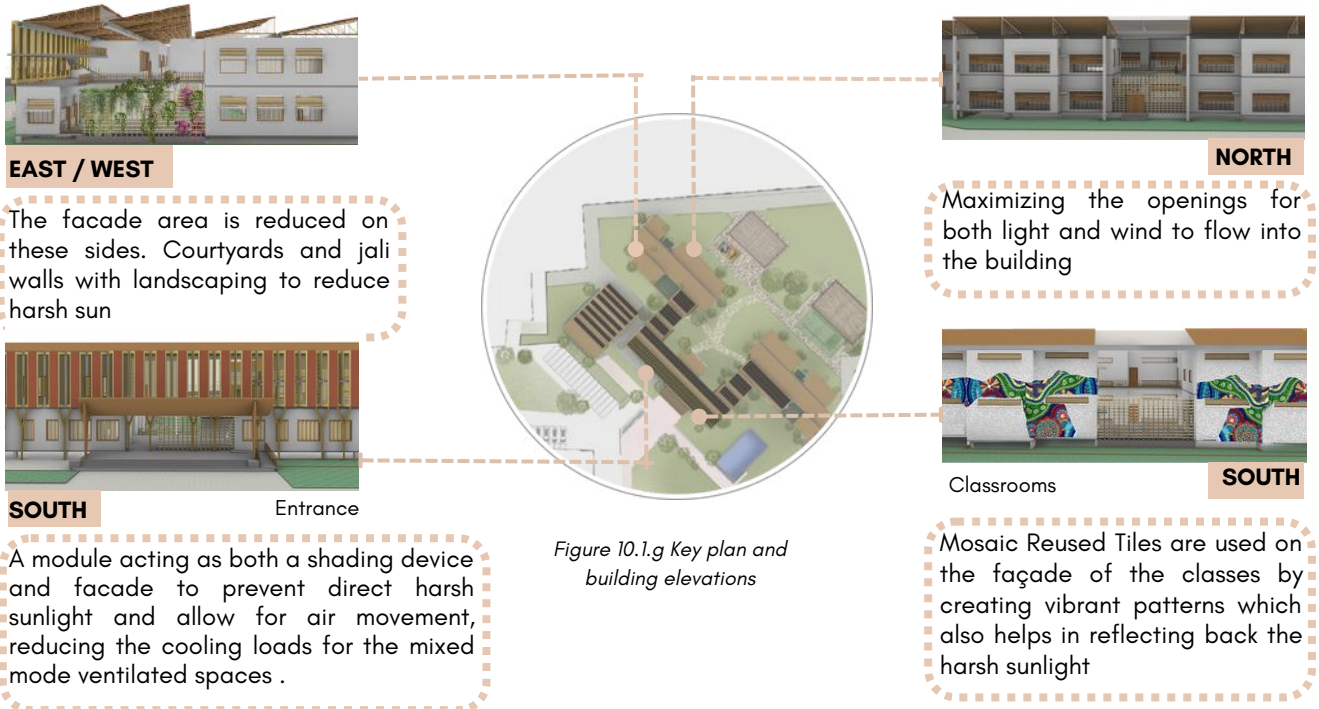 EAST / WEST
The facade area is reduced on
these sides. Courtyards and jali
walls with landscaping to reduce
harsh sun
SOUTH
Entrance
A module acting as both a shading device
and facade to prevent direct harsh
sunlight and allow for air movement,
reducing the cooling loads for the mixed
mode ventilated spaces .
Figure 10.1.g Key plan and
building elevations
NORTH
Maximizing the openings for
both light and wind to flow into
the building
Classrooms
SOUTH
Mosaic Reused Tiles are used on
the façade of the classes by
creating vibrant patterns which
also helps in reflecting back the
harsh sunlight